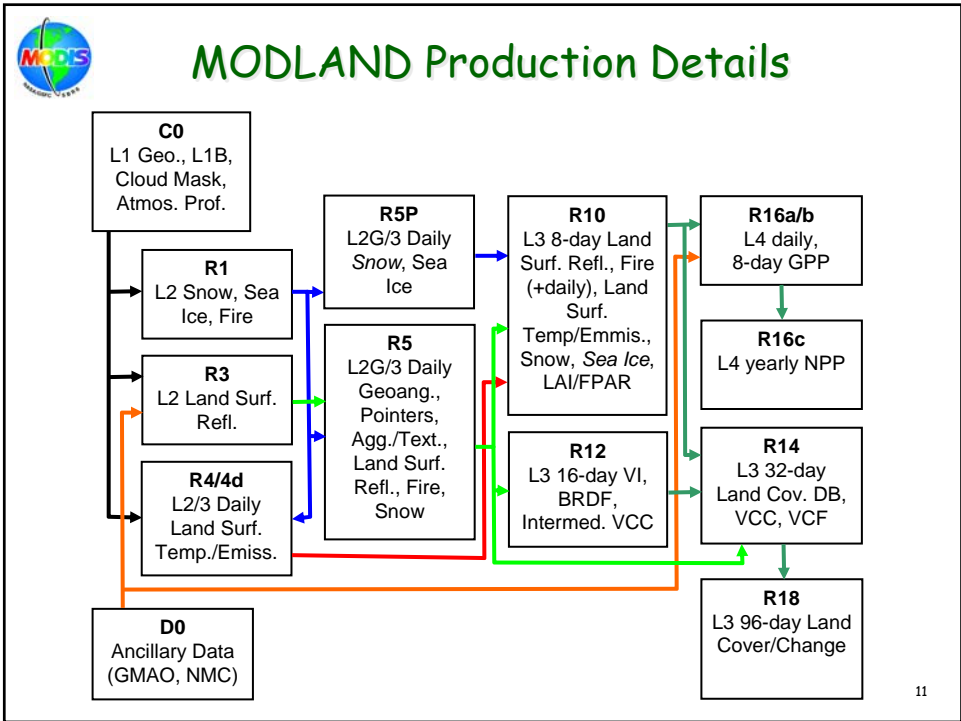 MODIS
MODLAND Production Details
C0
L1 Geo., L1B,
Cloud Mask,
Atmos. Prof.
R1
L2 Snow, Sea
Ice, Fire
R3
L2 Land Surf.
Refl.
R4/4d
L2/3 Daily
Land Surf.
Temp./Emiss.
D0
Ancillary Data
(GMAO, NMC)
R5P
L2G/3 Daily
Snow, Sea
Ice
R5
L2G/3 Daily
Geoang.,
Pointers,
Agg./Text.,
Land Surf.
Refl., Fire,
Snow
R10
L3 8-day Land
Surf. Refl., Fire
(+daily), Land
Surf.
Temp/Emmis.,
Snow, Sea Ice,
LAI/FPAR
R12
L3 16-day VI,
BRDF,
Intermed. VCC
R16a/b
L4 daily,
8-day GPP
R16c
L4 yearly NPP
R14
L3 32-day
Land Cov. DB,
VCC, VCF
R18
L3 96-day Land
Cover/Change
11